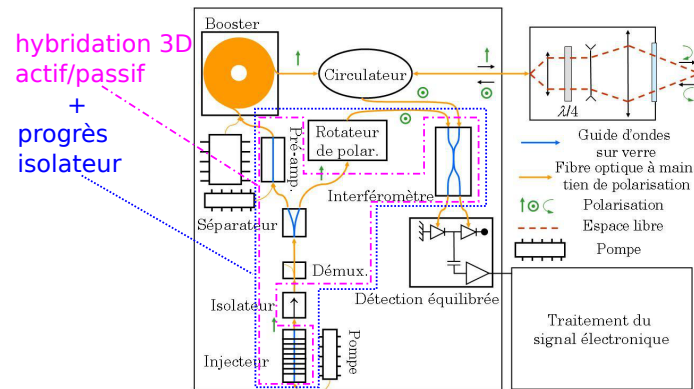 hybridation 3D
actif/passif
+
progrès
isolateur
Booster
Circulateur
Pré-amp.
Rotateur
de polar.
Séparateur
Interféromètre
Démux.
Isolateur
Injecteur
Pompe
Détection équilibrée
λ/4
Guide d'ondes
sur verre
Fibre optique à main
tien de polarisation
Polarisation
Espace libre
Pompe
Traitement du
signal électronique